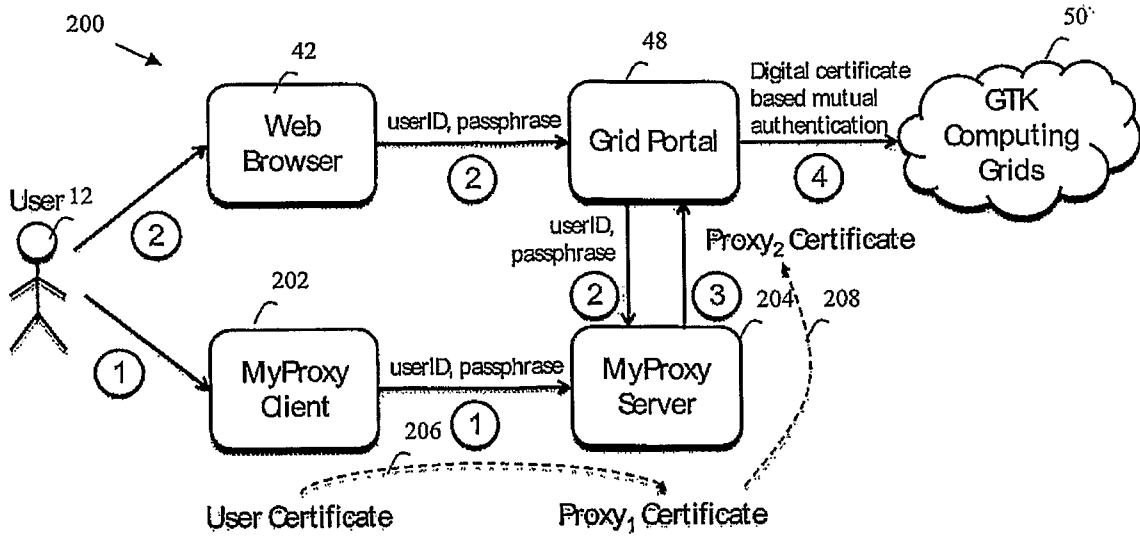 200
42
48
50
Web
Browser
userID, passphrase
2
Grid Portal
Digital certificate
based mutual
authentication
4
GTK
Computing
Grids
User 12
2
userID,
passphrase
2
3
Proxy2 Certificate
1
202
204
208
MyProxy
Client
userID, passphrase
1
MyProxy
Server
206
User Certificate
Proxy1 Certificate